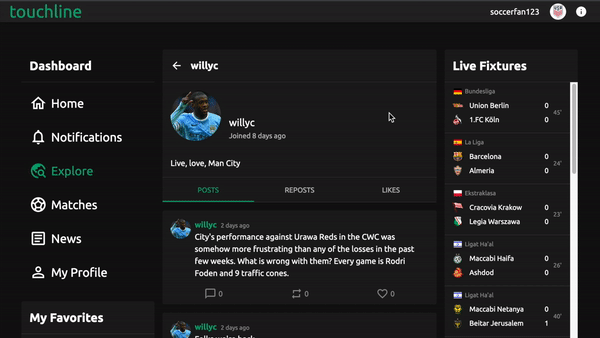 touchline
soccerfan123
Dashboard
Home
Notifications
Explore
Matches
News
My Profile
My Favorites
willyc
willyc
Joined 8 days ago
Live, love, Man City
POSTS
REPOSTS
LIKES
willyc 2 days ago
City's performance against Urawa Reds in the CWC was
somehow more frustrating than any of the losses in the past
few weeks. What is wrong with them? Every game is Rodri
Foden and 9 traffic cones.
0
0
0
willyc 2 days ago
Live Fixtures
Bundesliga
Union Berlin 0
1.FC Köln 0
45'
La Liga
Barcelona 0
Almeria 0
24'
Ekstraklasa
Cracovia Krakow 0
Legia Warszawa 0
23'
Ligat Ha'al
Maccabi Haifa 0
Ashdod 0
26'
Ligat Ha'al
Maccabi Netanya 0
Beitar Jerusalem 1
40'